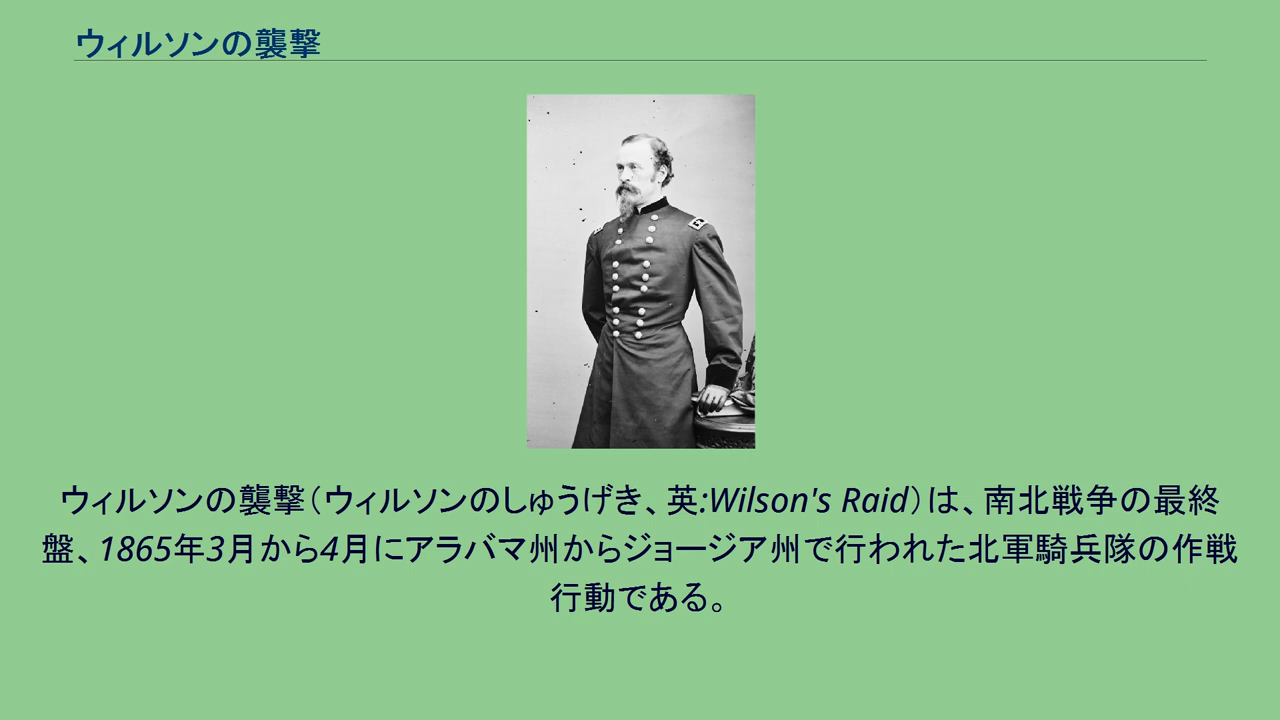 ウィルソンの襲撃
ウィルソンの襲撃（ウィルソンのしゅうげき、英:Wilson's Raid）は、南北戦争の最終
盤、1865年3月から4月にアラバマ州からジョージア州で行われた北軍騎兵隊の作戦
行動である。